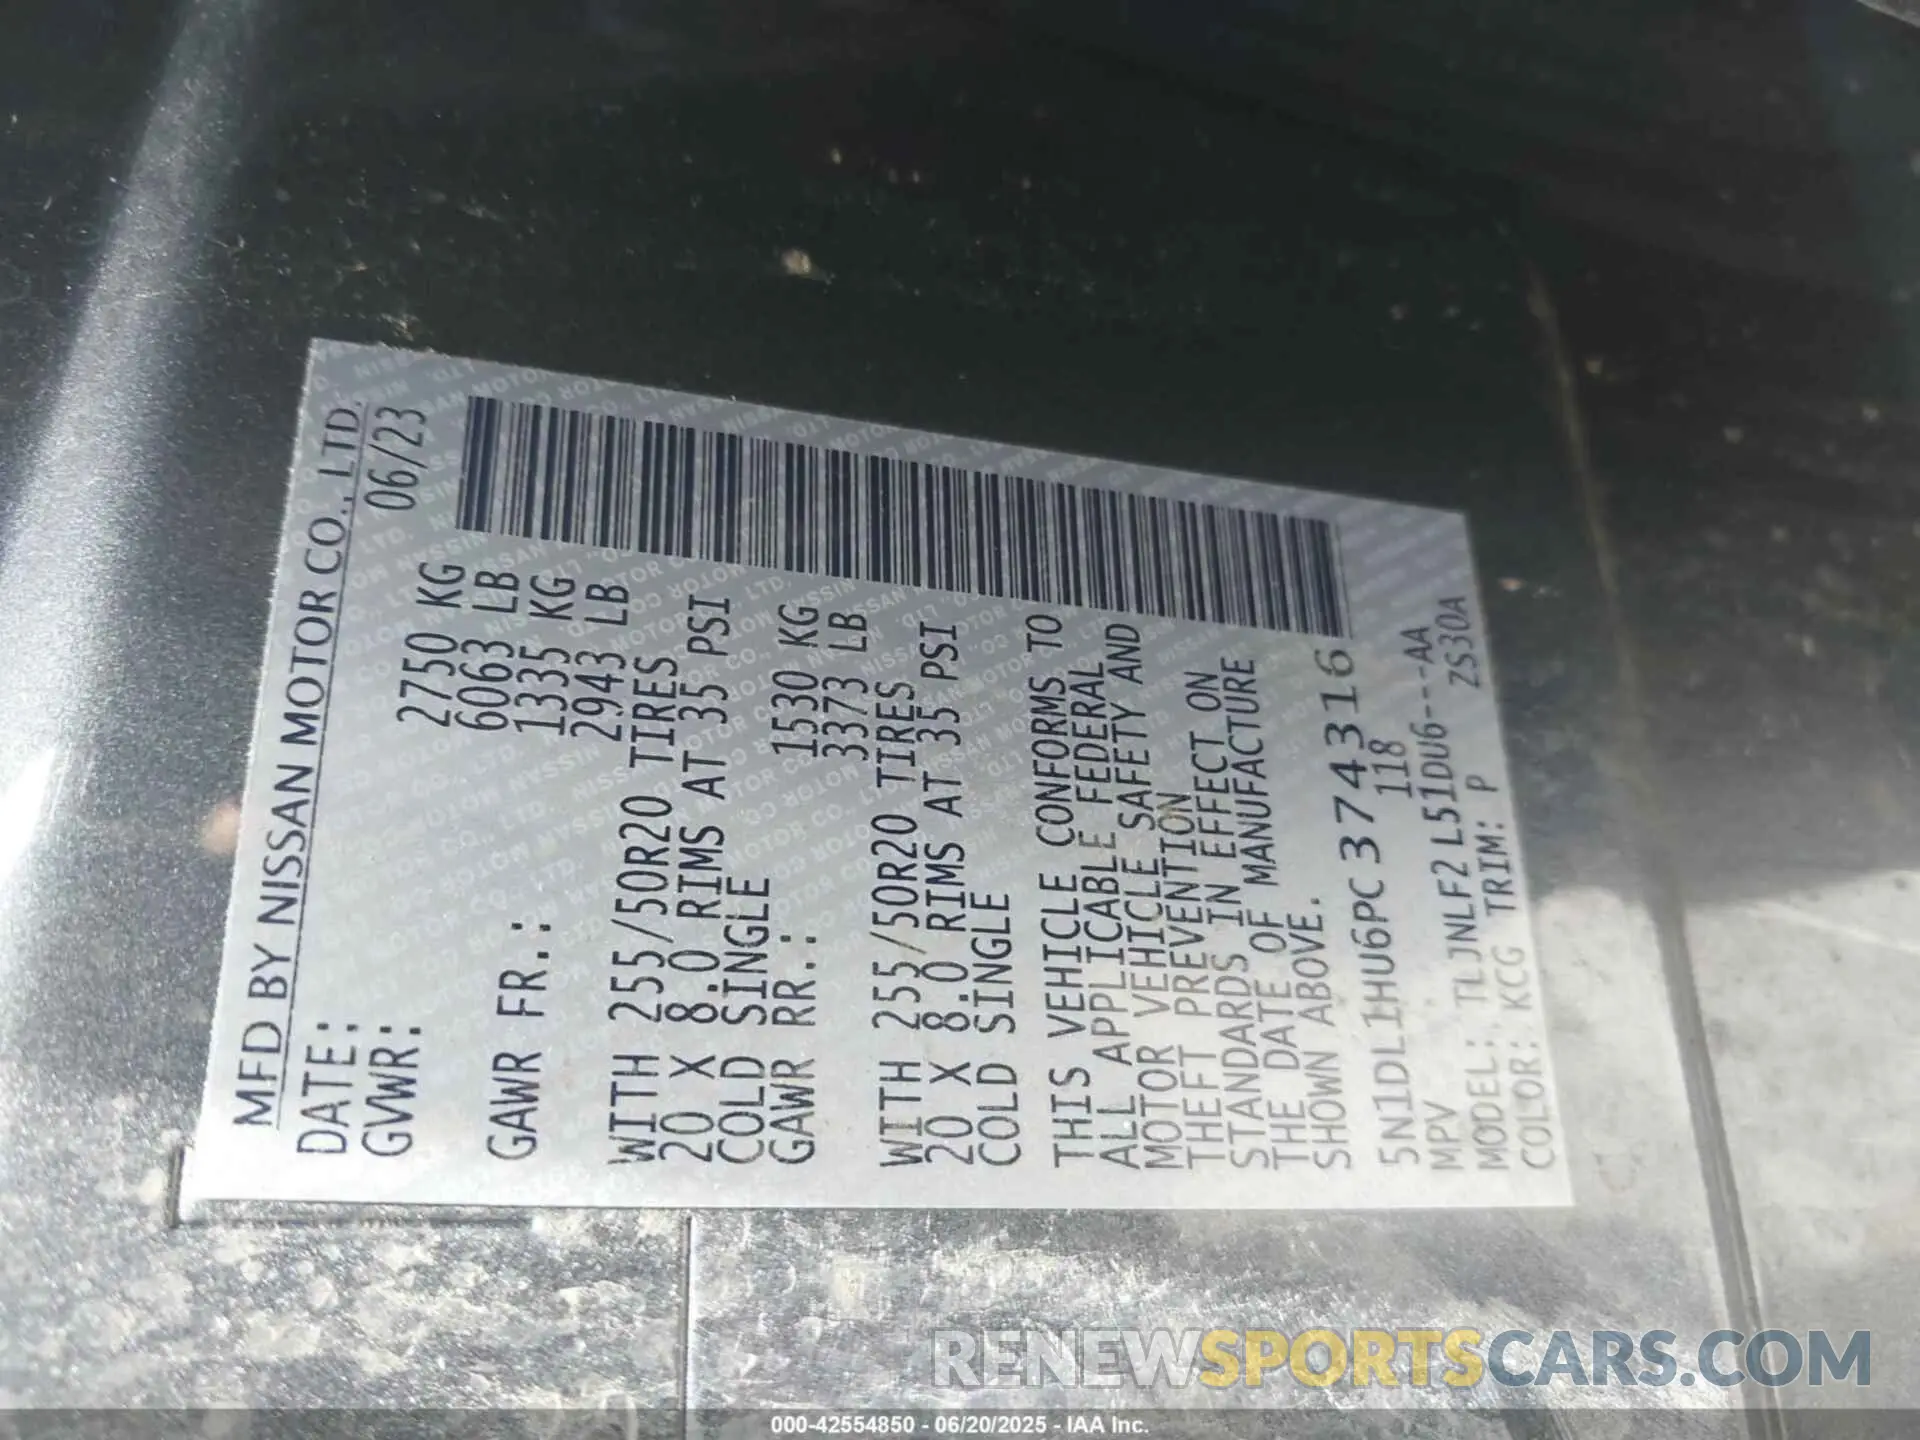 MFD BY NISSAN MOTOR CO., LTD.
DATE: 06/23
GVWR: 2750 KG
6063 LB
GAWR FR.: 1335 KG
2943 LB
WITH 255/50R20 TIRES
20 X 8.0 RIMS AT 35 PSI
COLD SINGLE
GAWR RR.: 1530 KG
3373 LB
WITH 255/50R20 TIRES
20 X 8.0 RIMS AT 35 PSI
COLD SINGLE
THIS VEHICLE CONFORMS TO
ALL APPLICABLE FEDERAL
MOTOR VEHICLE SAFETY AND
THEFT PREVENTION
STANDARDS IN EFFECT ON
THE DATE OF MANUFACTURE
SHOWN ABOVE.
5N1DL1HU6PC374316
MPV 118
MODEL: TLJNLF2 L51DU6---AA
COLOR: KCG TRIM: P ZS30A
RENEWSPORTSCARS.COM
000-42554850 - 06/20/2025 - IAA Inc.